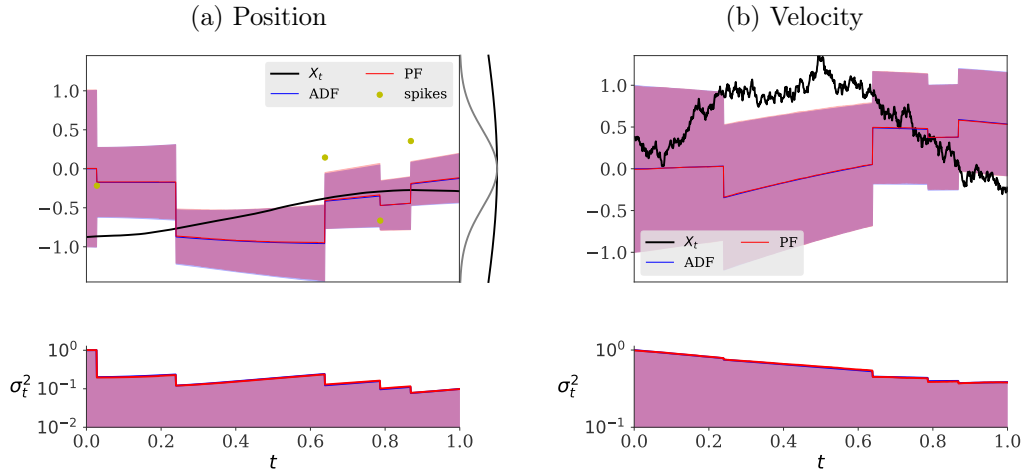 (a) Position
X_t
PF
ADF
spikes
1.0
0.5
0.0
−0.5
−1.0
10^0
10^−1
10^−2
σ_t^2
0.0 0.2 0.4 0.6 0.8 1.0
t
(b) Velocity
1.0
0.5
0.0
−0.5
−1.0
X_t
PF
ADF
10^0
10^−1
σ_t^2
0.0 0.2 0.4 0.6 0.8 1.0
t